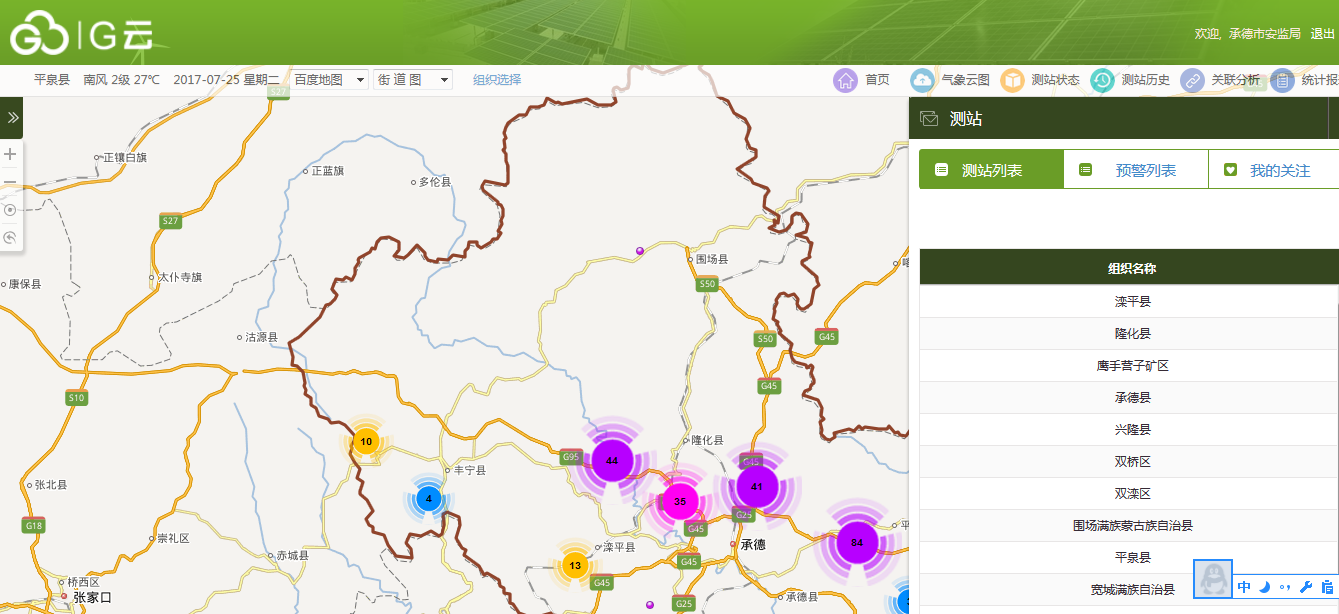 IG云
欢迎, 承德市安监局 退出
平泉县 南风 2级 27℃ 2017-07-25 星期二 百度地图 街道图 组织选择
首页 气象云图 测站状态 测站历史 关联分析 统计报
S27
测站
测站列表 预警列表 我的关注
正镶白旗
正蓝旗
多伦县
S27
围场县
太仆寺旗
康保县
S50
组织名称
滦平县
隆化县
鹰手营子矿区
承德县
兴隆县
双桥区
双滦区
围场满族蒙古族自治县
平泉县
宽城满族自治县
沽源县
S50
G45
G45
S10
10
隆化县
G95
44
丰宁县
G45
41
张北县
4
35
G25
G18
G45
平
崇礼区
84
承德
滦平县
赤城县
13
G45
G45
桥西区
张家口
承德县
G25
中